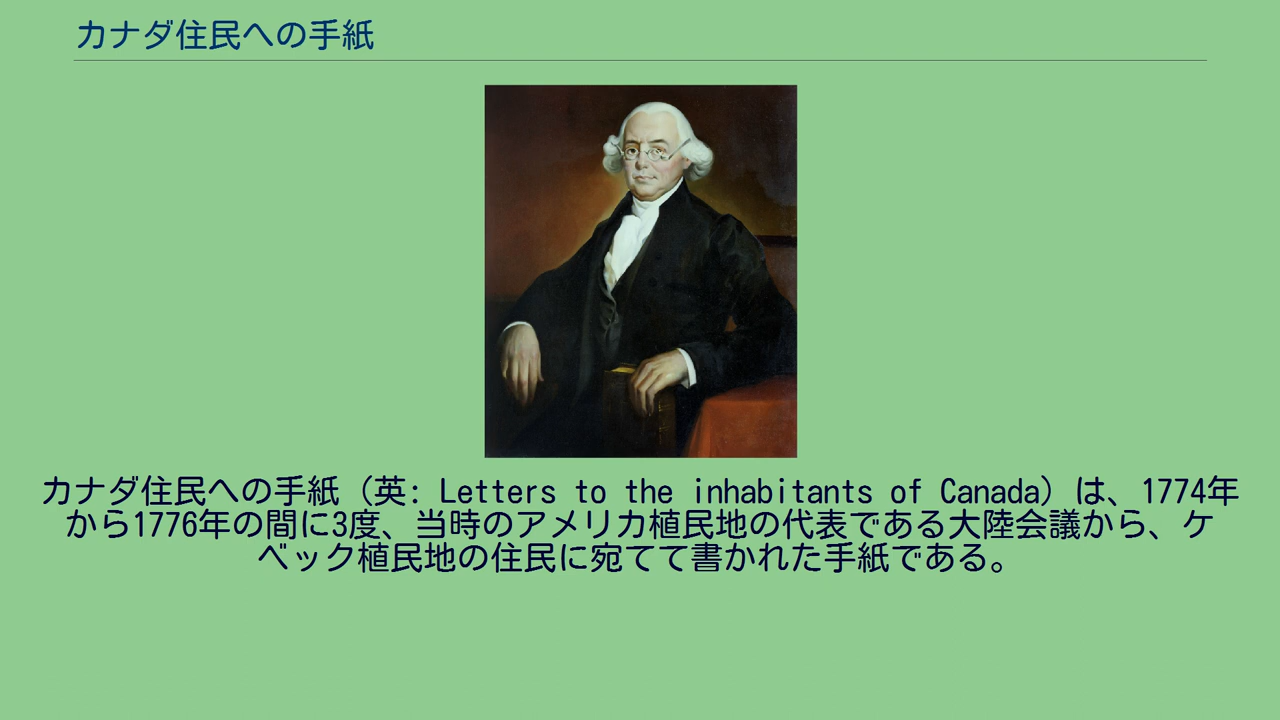 カナダ住民への手紙
カナダ住民への手紙（英: Letters to the inhabitants of Canada）は、1774年
から1776年の間に3度、当時のアメリカ植民地の代表である大陸会議から、ケ
ベック植民地の住民に宛てて書かれた手紙である。